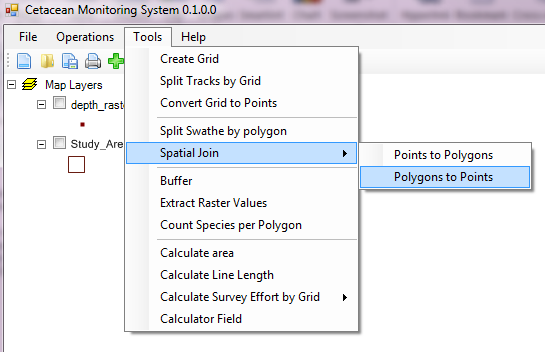 Cetacean Monitoring System 0.1.0.0
File Operations Tools Help
Create Grid
Split Tracks by Grid
Convert Grid to Points
Split Swathe by polygon
Spatial Join
Points to Polygons
Polygons to Points
Buffer
Extract Raster Values
Count Species per Polygon
Calculate area
Calculate Line Length
Calculate Survey Effort by Grid
Calculator Field
Map Layers
depth_rast
Study_Are